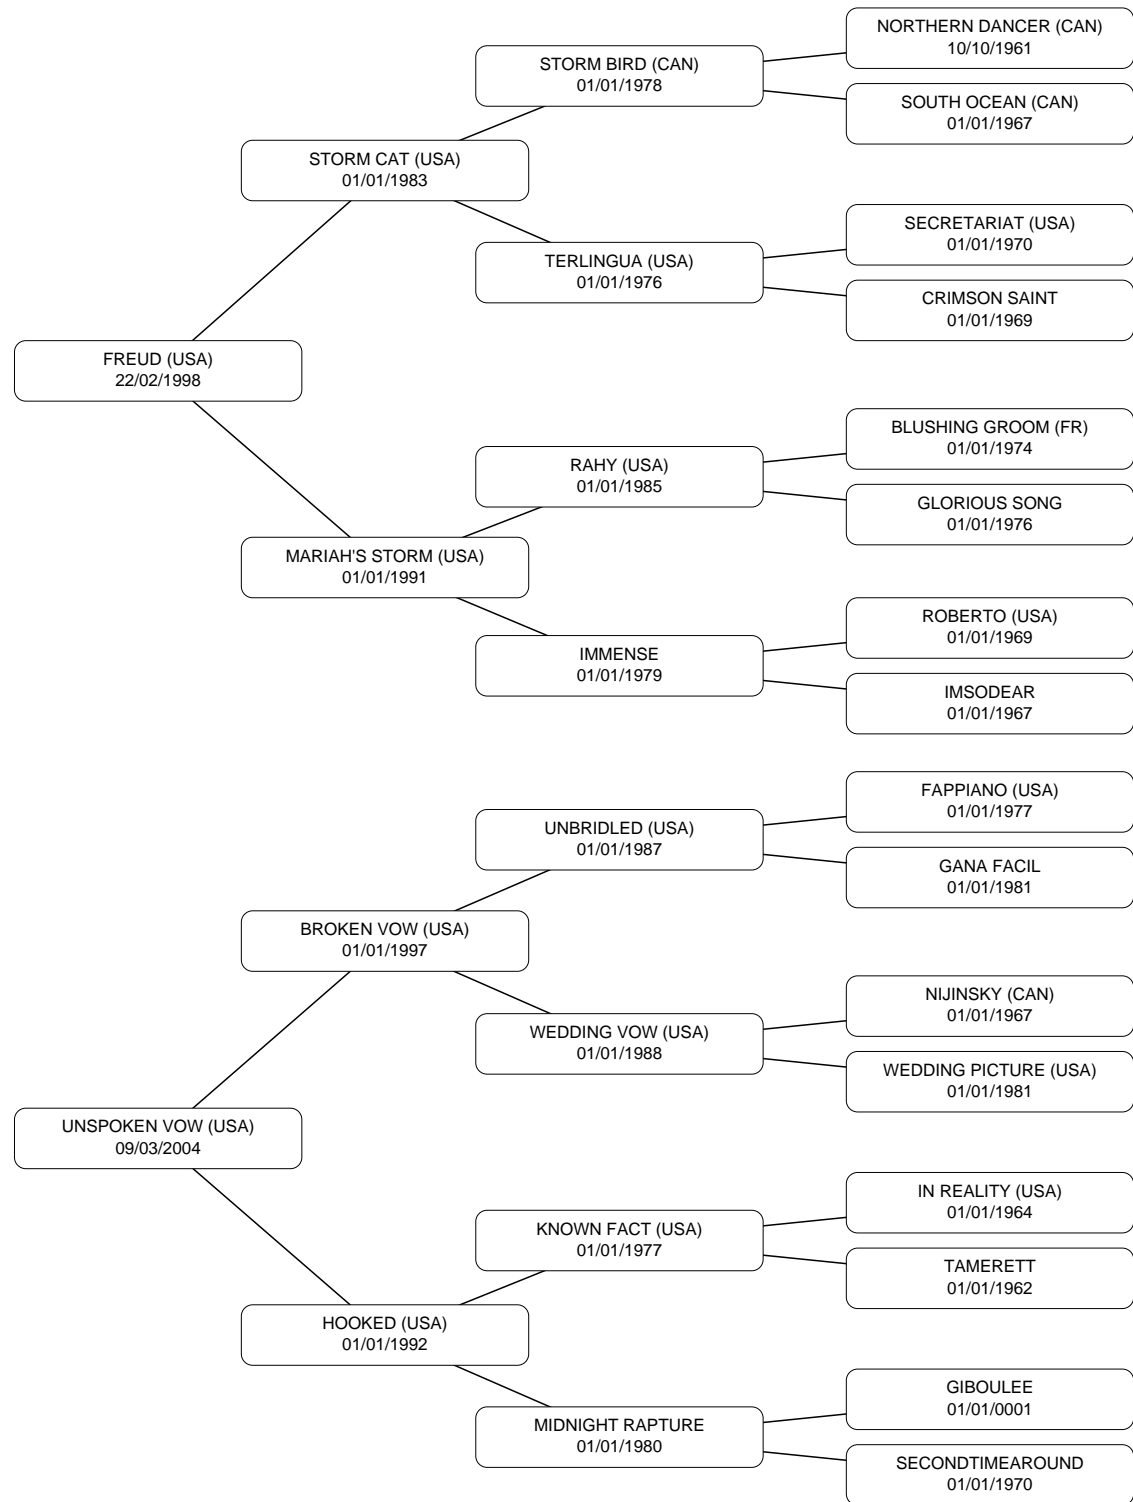 NORTHERN DANCER (CAN)
10/10/1961
STORM BIRD (CAN)
01/01/1978
SOUTH OCEAN (CAN)
01/01/1967
STORM CAT (USA)
01/01/1983
SECRETARIAT (USA)
01/01/1970
TERLINGUA (USA)
01/01/1976
CRIMSON SAINT
01/01/1969
FREUD (USA)
22/02/1998
BLUSHING GROOM (FR)
01/01/1974
RAHY (USA)
01/01/1985
GLORIOUS SONG
01/01/1976
MARIAH'S STORM (USA)
01/01/1991
ROBERTO (USA)
01/01/1969
IMMENSE
01/01/1979
IMSODEAR
01/01/1967
FAPPIANO (USA)
01/01/1977
UNBRIDLED (USA)
01/01/1987
GANA FACIL
01/01/1981
BROKEN VOW (USA)
01/01/1997
NIJINSKY (CAN)
01/01/1967
WEDDING VOW (USA)
01/01/1988
WEDDING PICTURE (USA)
01/01/1981
UNSPOKEN VOW (USA)
09/03/2004
IN REALITY (USA)
01/01/1964
KNOWN FACT (USA)
01/01/1977
TAMERETT
01/01/1962
HOOKED (USA)
01/01/1992
GIBOULEE
01/01/0001
MIDNIGHT RAPTURE
01/01/1980
SECONDTIMEAROUND
01/01/1970